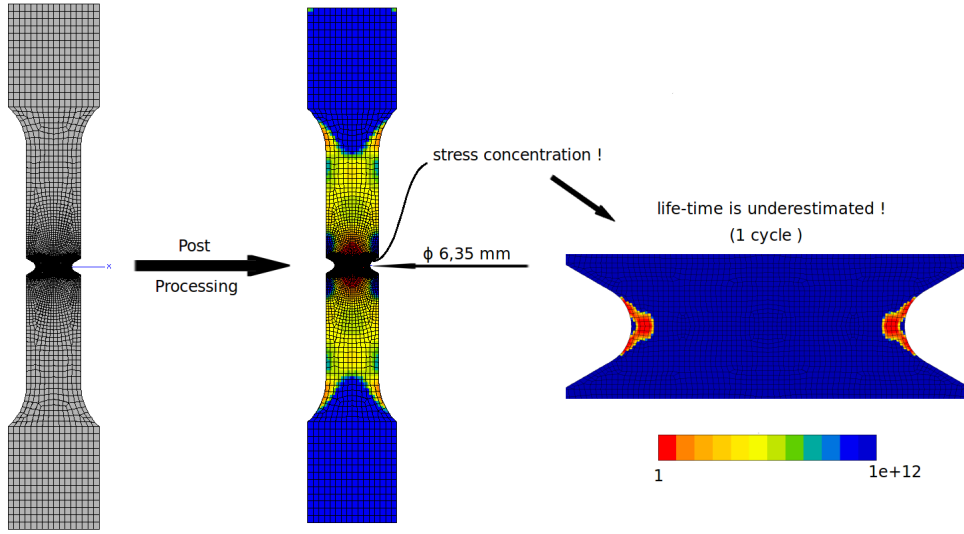 stress concentration !
life-time is underestimated !
(1 cycle )
Post
ϕ 6,35 mm
x
Processing
1
1e+12